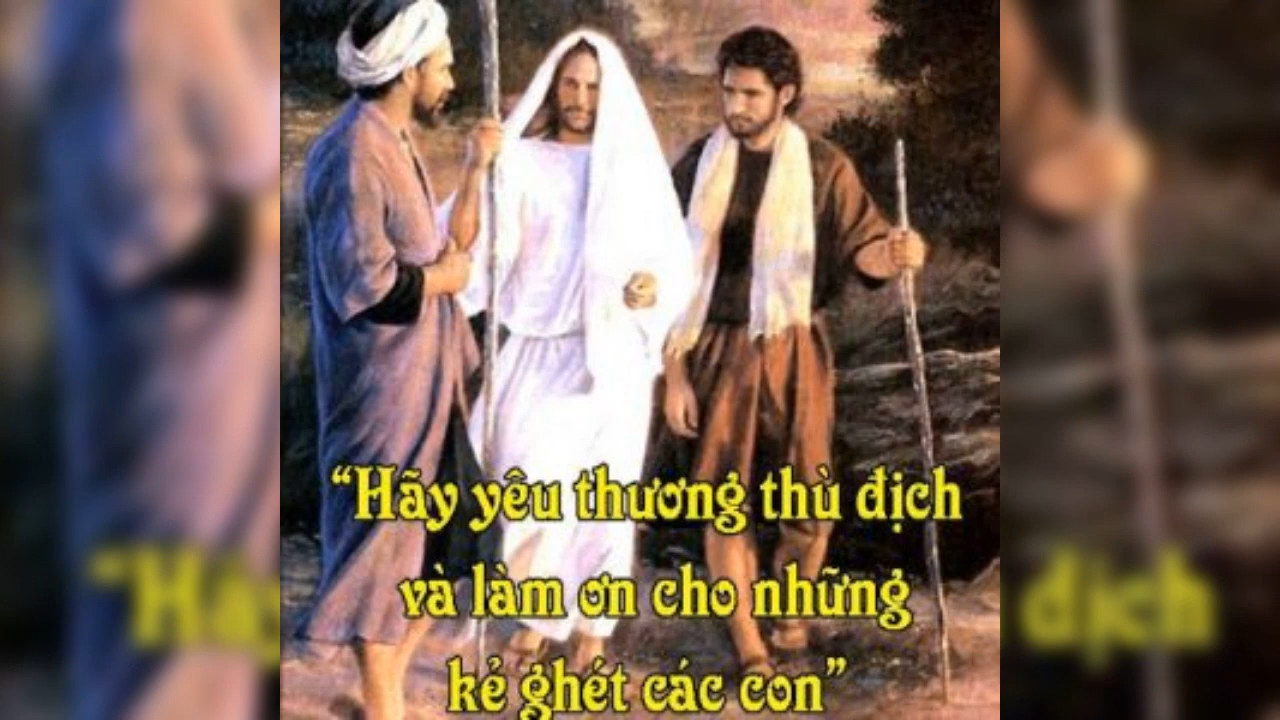 “Hãy yêu thương thù địch
và làm ơn cho những
kẻ ghét các con”